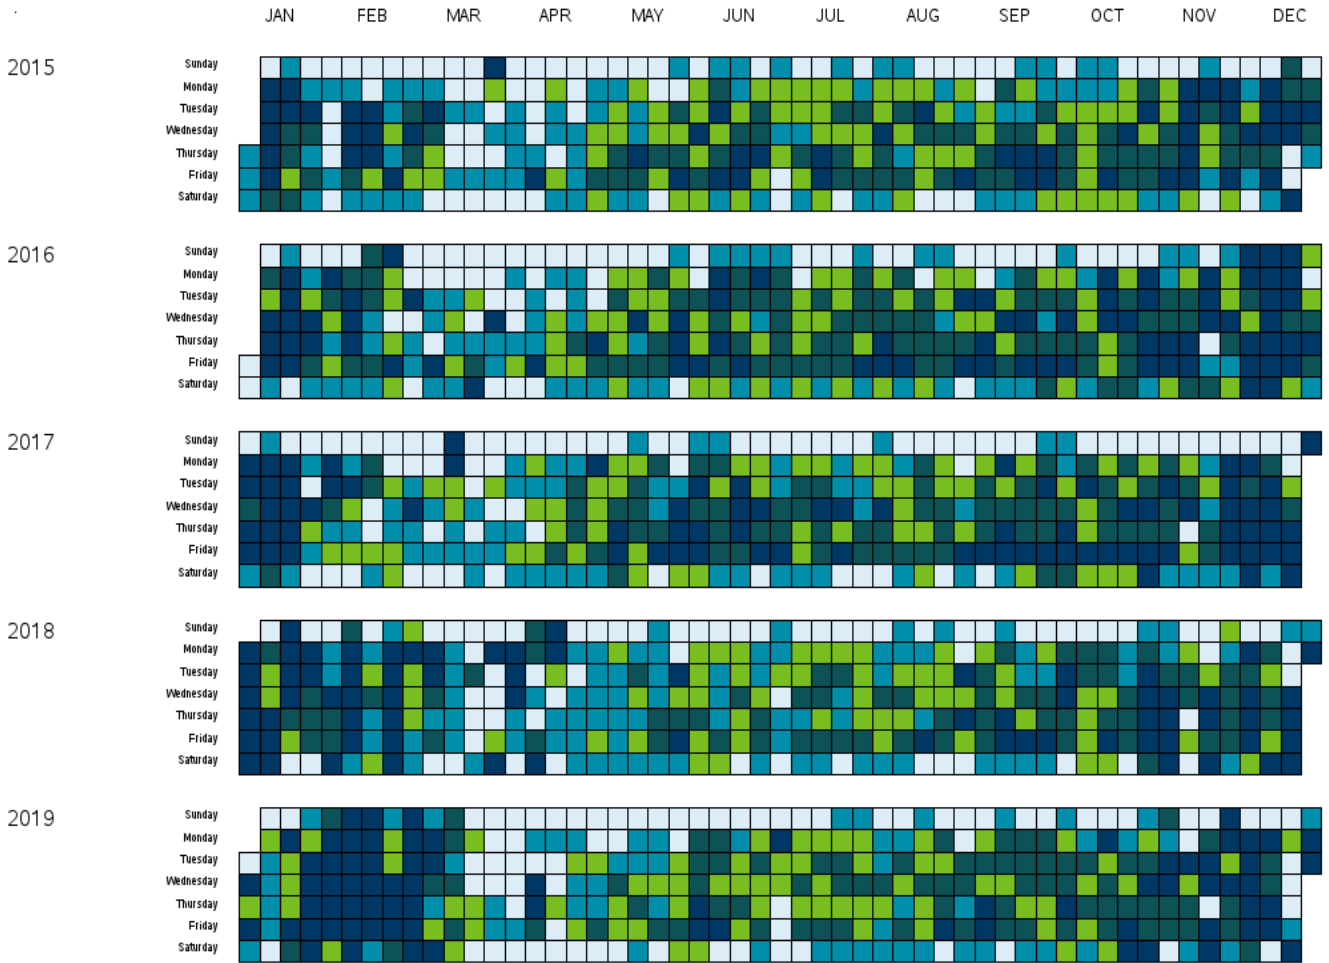 JAN FEB MAR APR MAY JUN JUL AUG SEP OCT NOV DEC
2015
Sunday
Monday
Tuesday
Wednesday
Thursday
Friday
Saturday
2016
Sunday
Monday
Tuesday
Wednesday
Thursday
Friday
Saturday
2017
Sunday
Monday
Tuesday
Wednesday
Thursday
Friday
Saturday
2018
Sunday
Monday
Tuesday
Wednesday
Thursday
Friday
Saturday
2019
Sunday
Monday
Tuesday
Wednesday
Thursday
Friday
Saturday